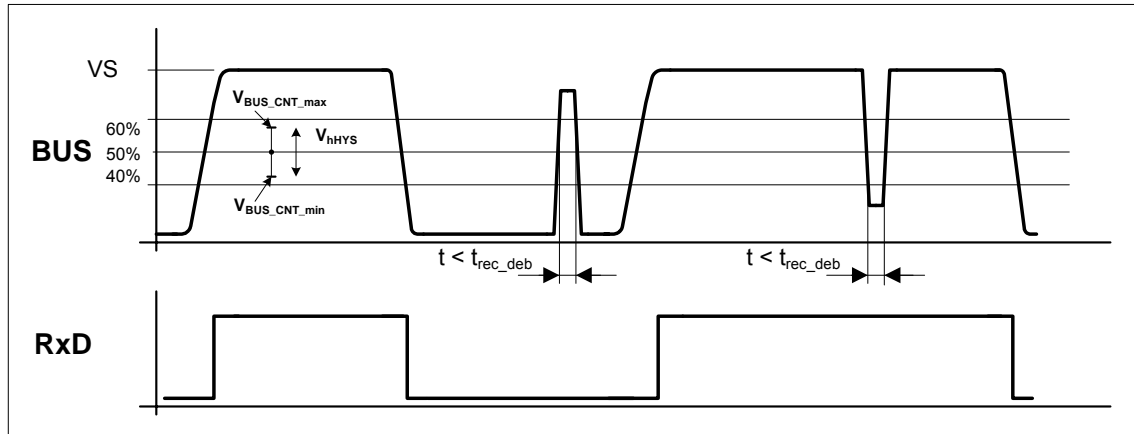 VS
V_BUS_CNT_max
60%
V_hHYS
BUS
50%
40%
V_BUS_CNT_min
t < t_rec_deb
t < t_rec_deb
RxD